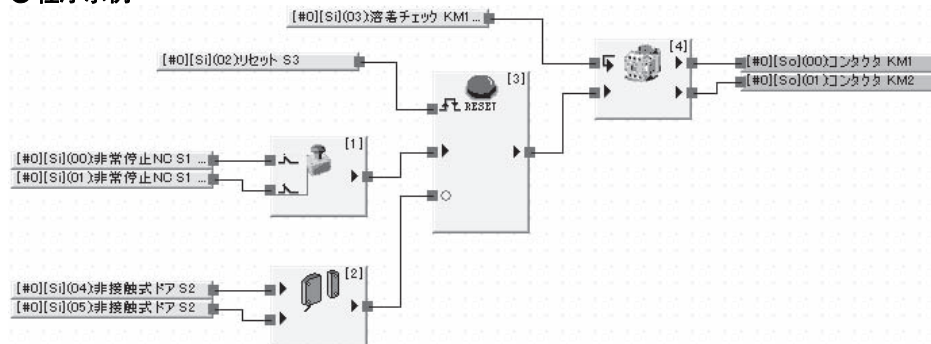 [#0][Si](03)溶着チェック KM1...
[4]
[#0][So](00)コンタクタ KM1
[#0][So](01)コンタクタ KM2
[#0][Si](02)リセット S3
[3]
RESET
[1]
[#0][Si](00)非常停止NC S1 ...
[#0][Si](01)非常停止NC S1 ...
[2]
[#0][Si](04)非接触式ドア S2
[#0][Si](05)非接触式ドア S2